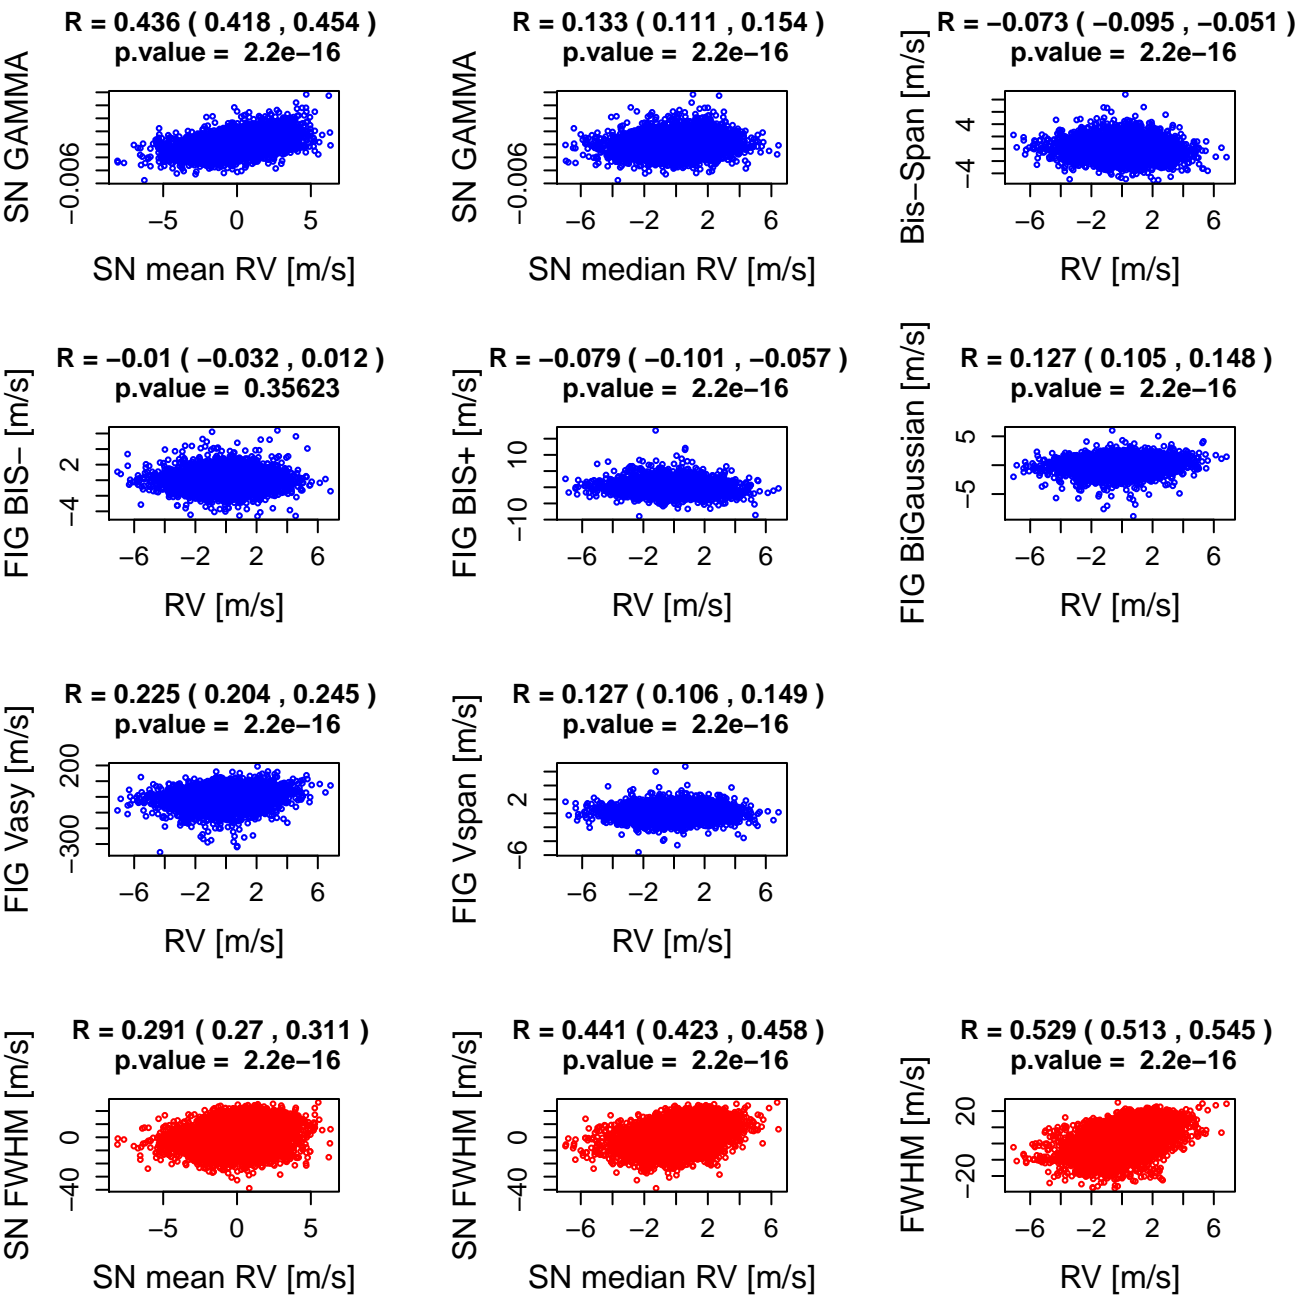 R = 0.436 ( 0.418 , 0.454 )
p.value =  2.2e−16
SN GAMMA
−0.006
−5 0 5
SN mean RV [m/s]
R = 0.133 ( 0.111 , 0.154 )
p.value =  2.2e−16
SN GAMMA
−0.006
−6 −2 2 6
SN median RV [m/s]
R = −0.073 ( −0.095 , −0.051 )
p.value =  2.2e−16
Bis−Span [m/s]
4
−4
−6 −2 2 6
RV [m/s]
R = −0.01 ( −0.032 , 0.012 )
p.value =  0.35623
FIG BIS− [m/s]
2
−4
−6 −2 2 6
RV [m/s]
R = −0.079 ( −0.101 , −0.057 )
p.value =  2.2e−16
FIG BIS+ [m/s]
10
−10
−6 −2 2 6
RV [m/s]
R = 0.127 ( 0.105 , 0.148 )
p.value =  2.2e−16
FIG BiGaussian [m/s]
5
−5
−6 −2 2 6
RV [m/s]
R = 0.225 ( 0.204 , 0.245 )
p.value =  2.2e−16
FIG Vasy [m/s]
200
−300
−6 −2 2 6
RV [m/s]
R = 0.127 ( 0.106 , 0.149 )
p.value =  2.2e−16
FIG Vspan [m/s]
2
−6
−6 −2 2 6
RV [m/s]
R = 0.291 ( 0.27 , 0.311 )
p.value =  2.2e−16
SN FWHM [m/s]
0
−40
−5 0 5
SN mean RV [m/s]
R = 0.441 ( 0.423 , 0.458 )
p.value =  2.2e−16
SN FWHM [m/s]
0
−40
−6 −2 2 6
SN median RV [m/s]
R = 0.529 ( 0.513 , 0.545 )
p.value =  2.2e−16
FWHM [m/s]
20
−20
−6 −2 2 6
RV [m/s]